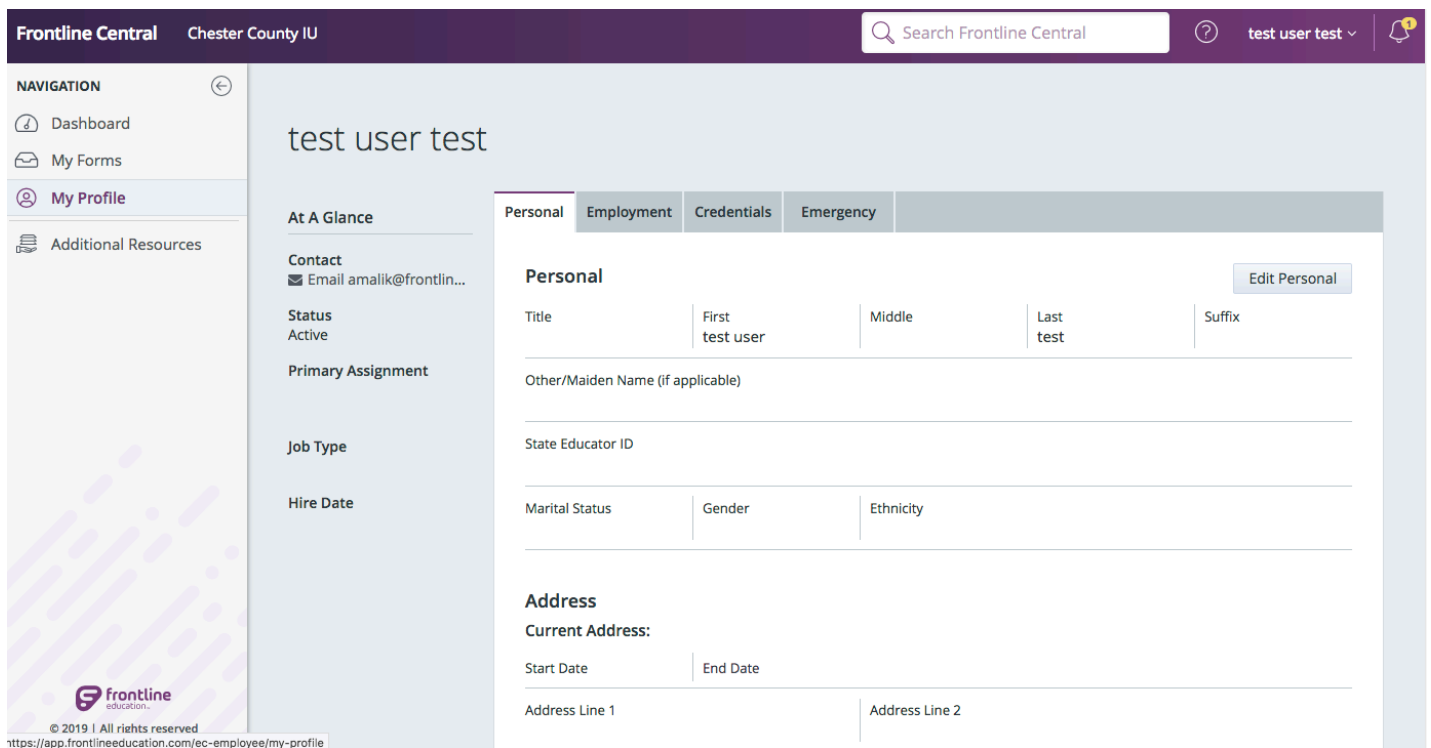 Frontline Central Chester County IU Search Frontline Central test user test 1
NAVIGATION
Dashboard
My Forms
My Profile
Additional Resources
frontline
education
© 2019 | All rights reserved
https://app.frontlineeducation.com/ec-employee/my-profile
test user test
At A Glance
Contact
Email amalik@frontlin...
Status
Active
Primary Assignment
Job Type
Hire Date
Personal Employment Credentials Emergency
Personal Edit Personal
Title First Middle Last Suffix
test user test
Other/Maiden Name (if applicable)
State Educator ID
Marital Status Gender Ethnicity
Address
Current Address:
Start Date End Date
Address Line 1 Address Line 2